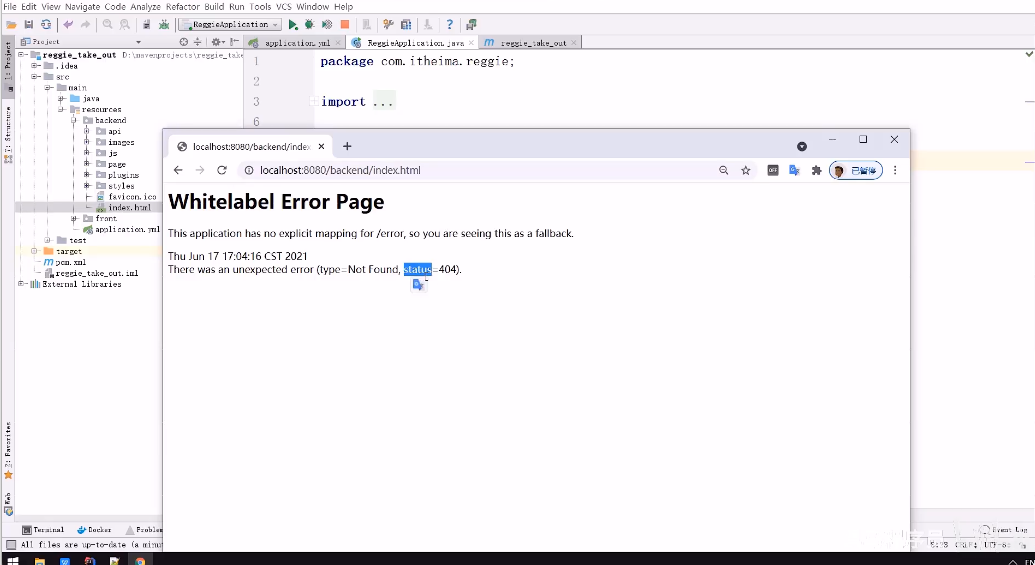 File Edit View Navigate Code Analyze Refactor Build Run Tools VCS Window Help
ReggieApplication
Project
application.yml
ReggieApplication.java
reggie_take_out
1: Project
reggie_take_out D:\mavenprojects\reggie_take
.idea
src
main
java
resources
backend
api
images
js
page
plugins
styles
favicon.ico
index.html
front
application.yml
test
target
pom.xml
reggie_take_out.iml
External Libraries
7: Structure
2: Favorites
Web
1
2
3
6
package com.itheima.reggie;
import ...
localhost:8080/backend/index
localhost:8080/backend/index.html
OFF
已暂停
Whitelabel Error Page
This application has no explicit mapping for /error, so you are seeing this as a fallback.
Thu Jun 17 17:04:16 CST 2021
There was an unexpected error (type=Not Found, status=404).
Terminal
Docker
Problem
Event Log
All files are up-to-date (a minu